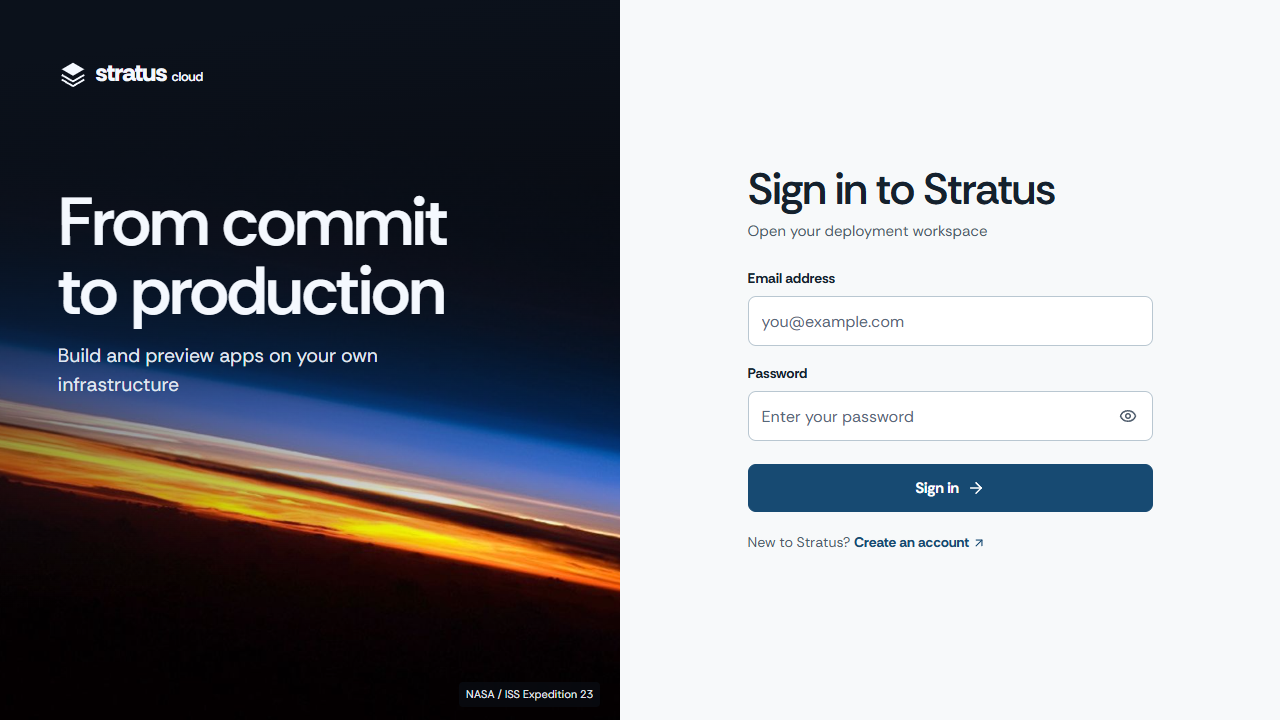 stratus cloud
From commit
to production
Build and preview apps on your own
infrastructure
NASA / ISS Expedition 23
Sign in to Stratus
Open your deployment workspace
Email address
you@example.com
Password
Enter your password
Sign in
New to Stratus? Create an account